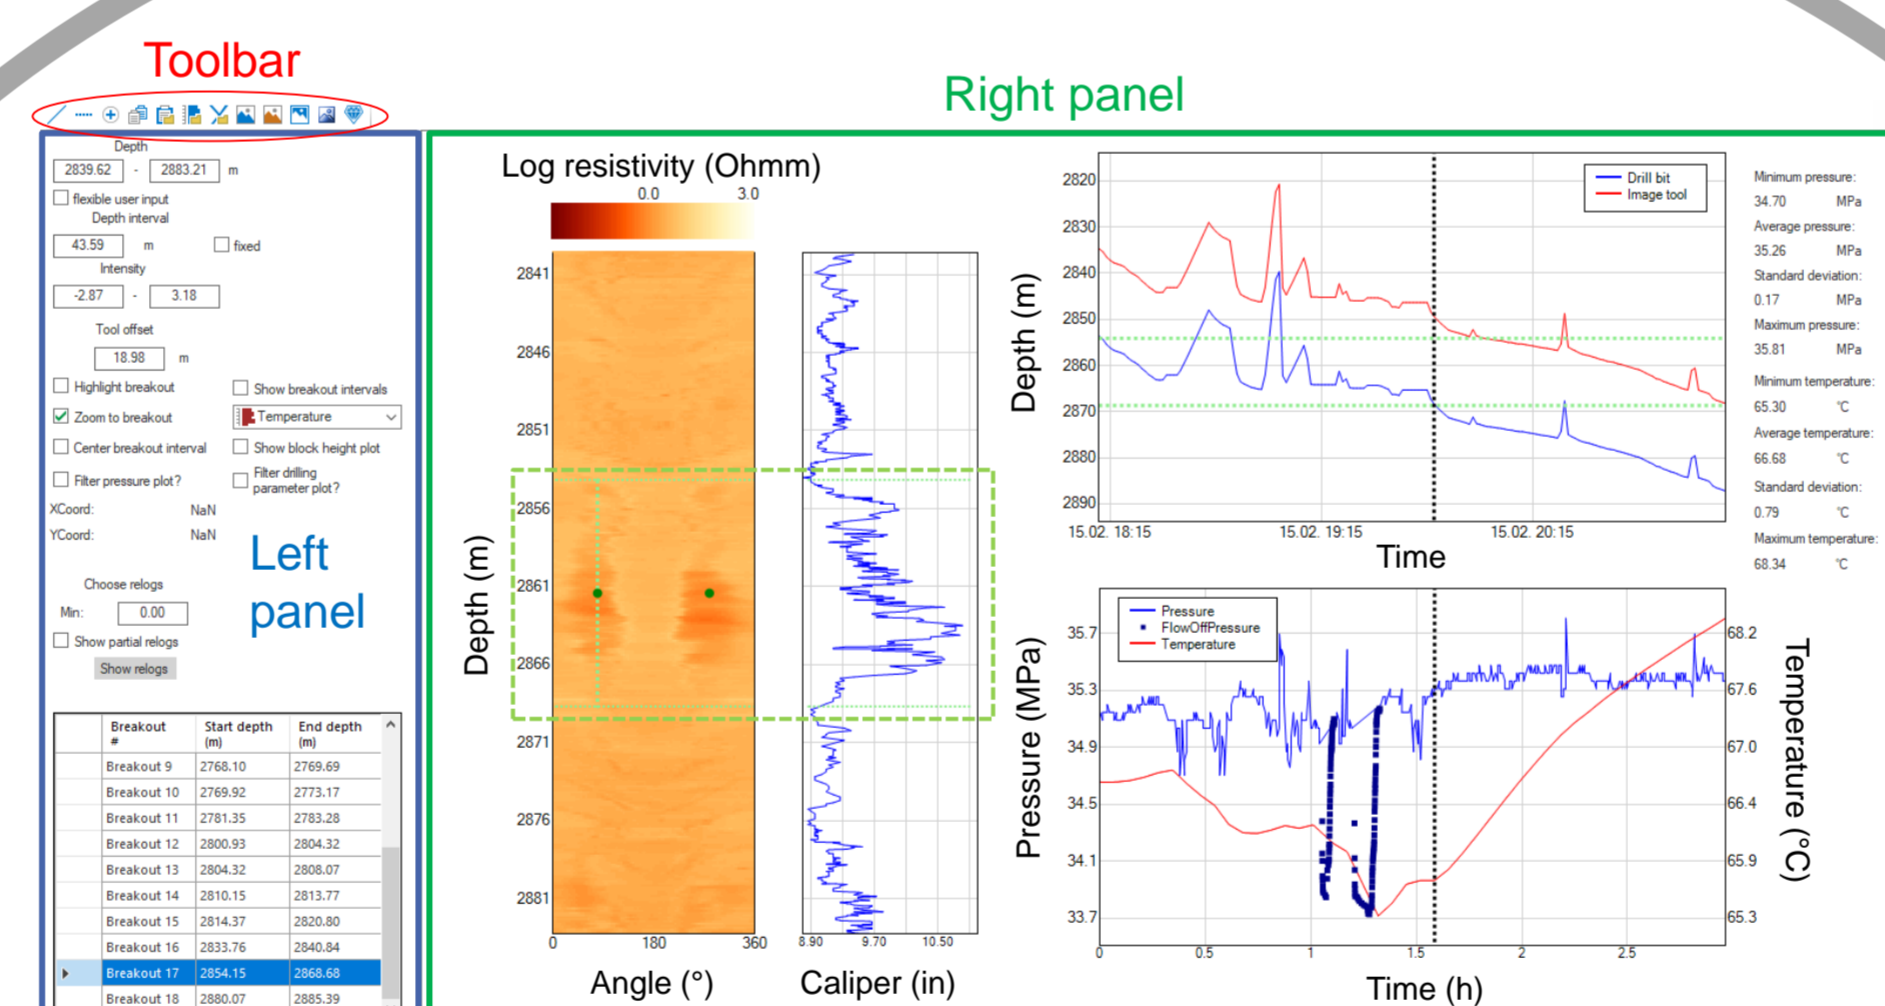 Toolbar
Right panel
Depth
2839.62 - 2883.21 m
flexible user input
Depth interval
43.59 m fixed
Intensity
-2.87 - 3.18
Tool offset
18.98 m
Highlight breakout Show breakout intervals
Zoom to breakout Temperature
Center breakout interval Show block height plot
Filter pressure plot? Filter drilling
parameter plot?
XCoord: NaN
YCoord: NaN
Left
panel
Choose relogs
Min: 0.00
Show partial relogs
Show relogs
Breakout Start depth End depth
# (m) (m)
Breakout 9 2768.10 2769.69
Breakout 10 2769.92 2773.17
Breakout 11 2781.35 2783.28
Breakout 12 2800.93 2804.32
Breakout 13 2804.32 2808.07
Breakout 14 2810.15 2813.77
Breakout 15 2814.37 2820.80
Breakout 16 2833.76 2840.84
Breakout 17 2854.15 2868.68
Breakout 18 2880.07 2885.39
Log resistivity (Ohmm)
0.0 3.0
Depth (m)
2841
2846
2851
2856
2861
2866
2871
2876
2881
0 180 360
Angle (°)
8.90 9.70 10.50
Caliper (in)
Depth (m)
2820
2830
2840
2850
2860
2870
2880
2890
Drill bit
Image tool
15.02. 18:15 15.02. 19:15 15.02. 20:15
Time
Minimum pressure:
34.70 MPa
Average pressure:
35.26 MPa
Standard deviation:
0.17 MPa
Maximum pressure:
35.81 MPa
Minimum temperature:
65.30 °C
Average temperature:
66.68 °C
Standard deviation:
0.79 °C
Maximum temperature:
68.34 °C
Pressure (MPa)
35.7
35.3
34.9
34.5
34.1
33.7
Pressure
FlowOffPressure
Temperature
68.2
67.6
67.0
66.4
65.9
65.3
Temperature (°C)
0 0.5 1 1.5 2 2.5
Time (h)